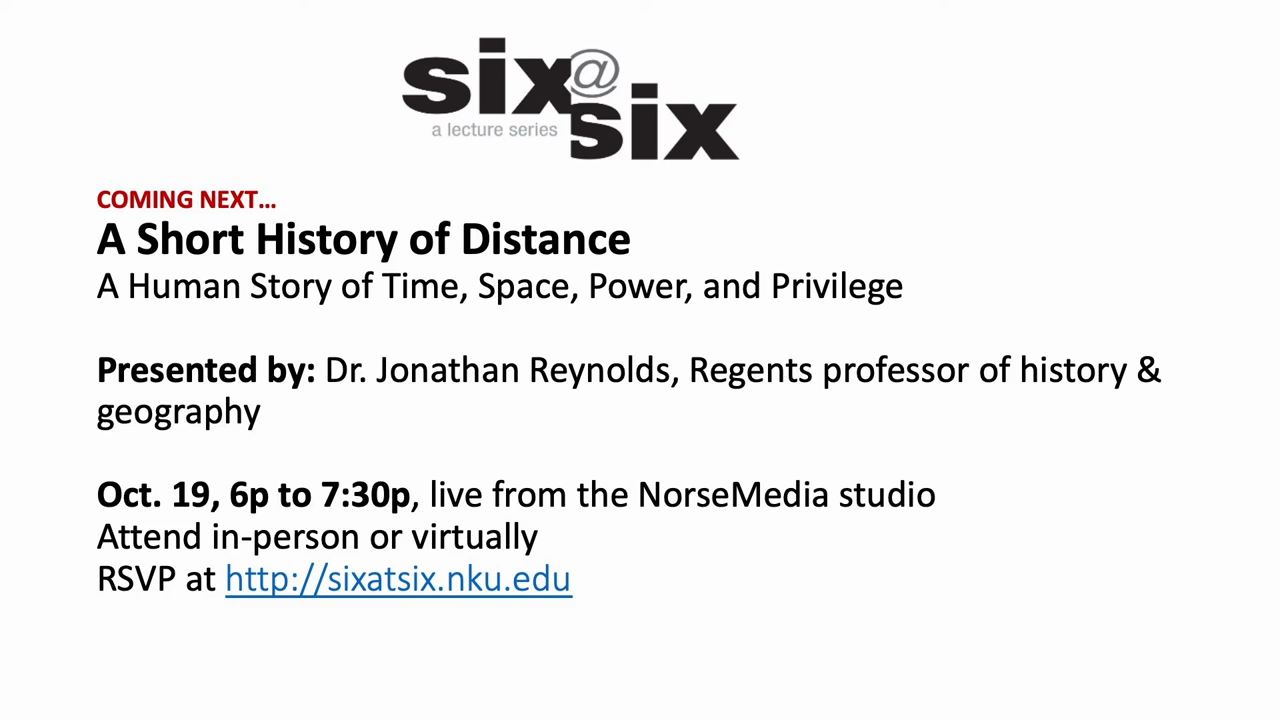 six@six
a lecture series
COMING NEXT...
A Short History of Distance
A Human Story of Time, Space, Power, and Privilege
Presented by: Dr. Jonathan Reynolds, Regents professor of history &
geography
Oct. 19, 6p to 7:30p, live from the NorseMedia studio
Attend in-person or virtually
RSVP at http://sixatsix.nku.edu